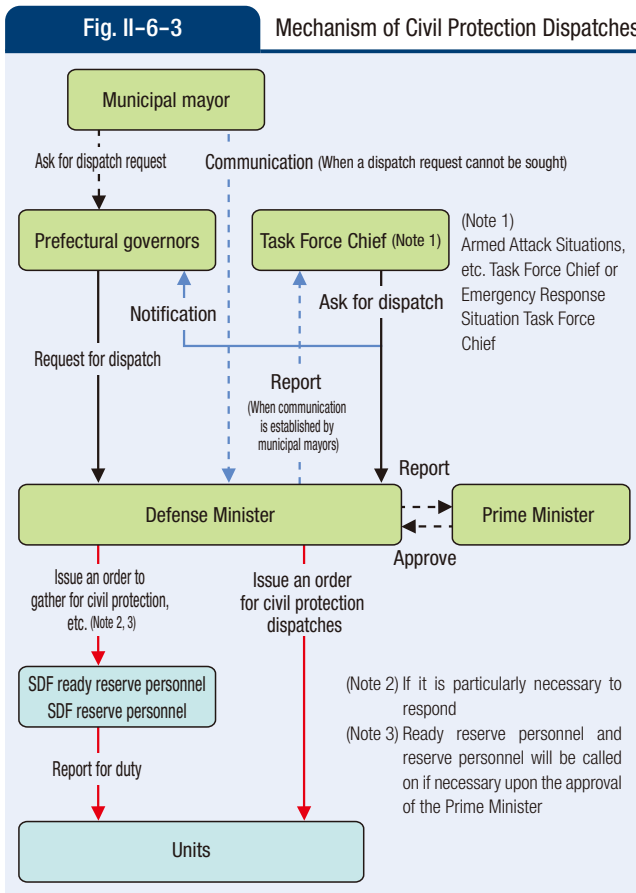 Fig. II-6-3
Mechanism of Civil Protection Dispatches
Municipal mayor
Ask for dispatch request
Communication (When a dispatch request cannot be sought)
Prefectural governors
Task Force Chief (Note 1)
(Note 1)
Armed Attack Situations,
etc. Task Force Chief or
Emergency Response
Situation Task Force
Chief
Notification
Ask for dispatch
Request for dispatch
Report
(When communication
is established by
municipal mayors)
Report
Defense Minister
Prime Minister
Approve
Issue an order to
gather for civil protection,
etc. (Note 2, 3)
Issue an order
for civil protection
dispatches
SDF ready reserve personnel
SDF reserve personnel
(Note 2) If it is particularly necessary to
respond
(Note 3) Ready reserve personnel and
reserve personnel will be called
on if necessary upon the approval
of the Prime Minister
Report for duty
Units